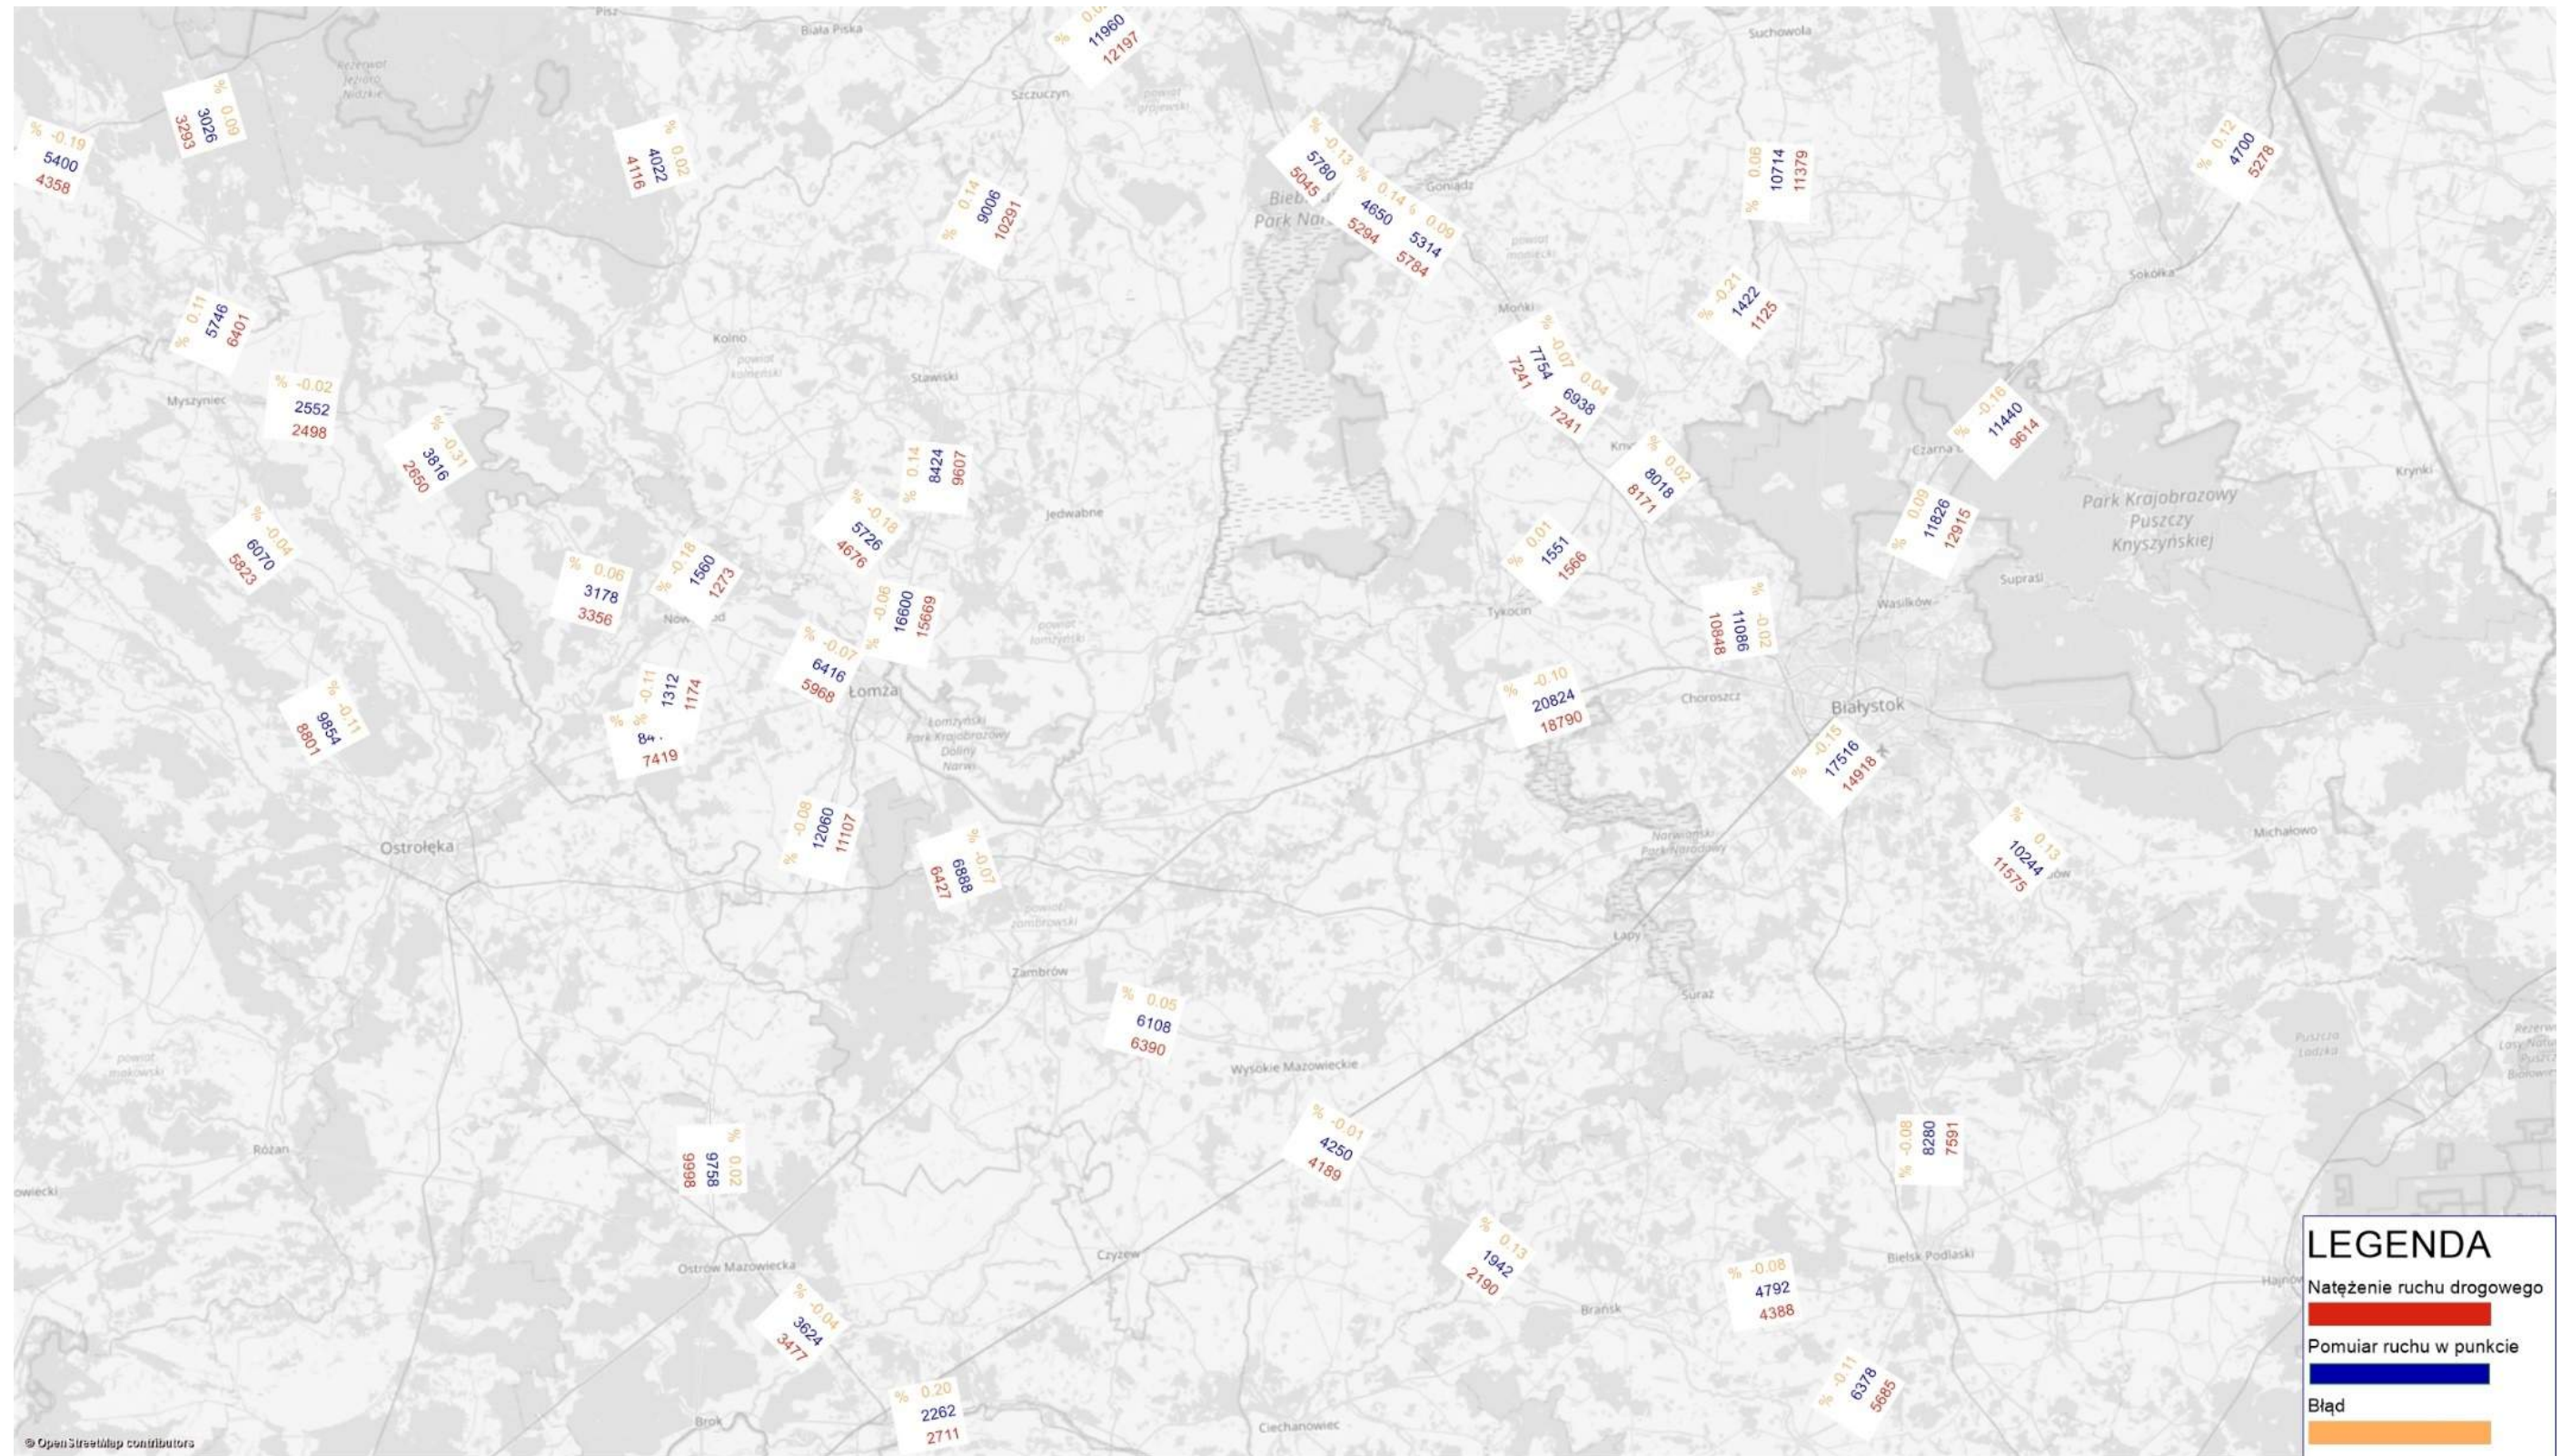 Pisz
Biała Piska
0.0
%
11960
12197
Suchowola
Rezerwat
Jezioro
Nidzkie
Szczuczyn
powiat
grajewski
% 0.09
3026
3293
% -0.19
5400
4358
% 0.02
4022
4116
% 0.14
9006
10291
% -0.13
5780
5045
% 0.14
4650
5294
% 0.09
5314
5784
Goniądz
Park Na
% 0.06
10714
11379
% 0.12
4700
5278
powiat
moniecki
Sokółka
% -0.21
1422
1125
Mońki
% 0.11
5746
6401
Kolno
powiat
kolneński
Stawiski
% -0.07
7754
7241
0.04
6938
7241
Myszyniec
% -0.02
2552
2498
% -0.31
3816
2650
% 0.14
8424
9607
% 0.02
8018
8171
% -0.16
11440
9614
Czarna
Krynki
Park Krajobrazowy
Puszczy
Knyszyńskiej
% -0.18
5726
4676
Jedwabne
% 0.09
11826
12915
% -0.04
6070
5823
% 0.06
3178
3356
% -0.18
1560
1273
% 0.01
1551
1566
Tykocin
Supraśl
Wasilków
% -0.06
16600
15669
powiat
łomżyński
% -0.02
11086
10848
% -0.07
6416
5968
Łomża
% -0.11
1312
1174
%
84
7419
% -0.11
9854
8801
Łomżyński
Park Krajobrazowy
Doliny
Narwi
% -0.10
20824
18790
Choroszcz
Białystok
% -0.15
17516
14918
% -0.08
12060
11107
% -0.07
6888
6427
Ostrołęka
Narwiański
Park Narodowy
% 0.13
10244
11575
Michałowo
powiat
zambrowski
Łapy
Zambrów
Suraż
% 0.05
6108
6390
powiat
makowski
Wysokie Mazowieckie
Puszcza
Ladzka
% -0.01
4250
4189
% -0.08
8280
7591
% 0.02
9758
9998
Różan
owiecki
% 0.13
1942
2190
Ostrów Mazowiecka
Czyżew
Bielsk Podlaski
% -0.08
4792
4388
Brańsk
% -0.04
3624
3477
% -0.11
6378
5685
% 0.20
2262
2711
Brok
Ciechanowiec
LEGENDA
Natężenie ruchu drogowego
Pomuiar ruchu w punkcie
Błąd
© OpenStreetMap contributors